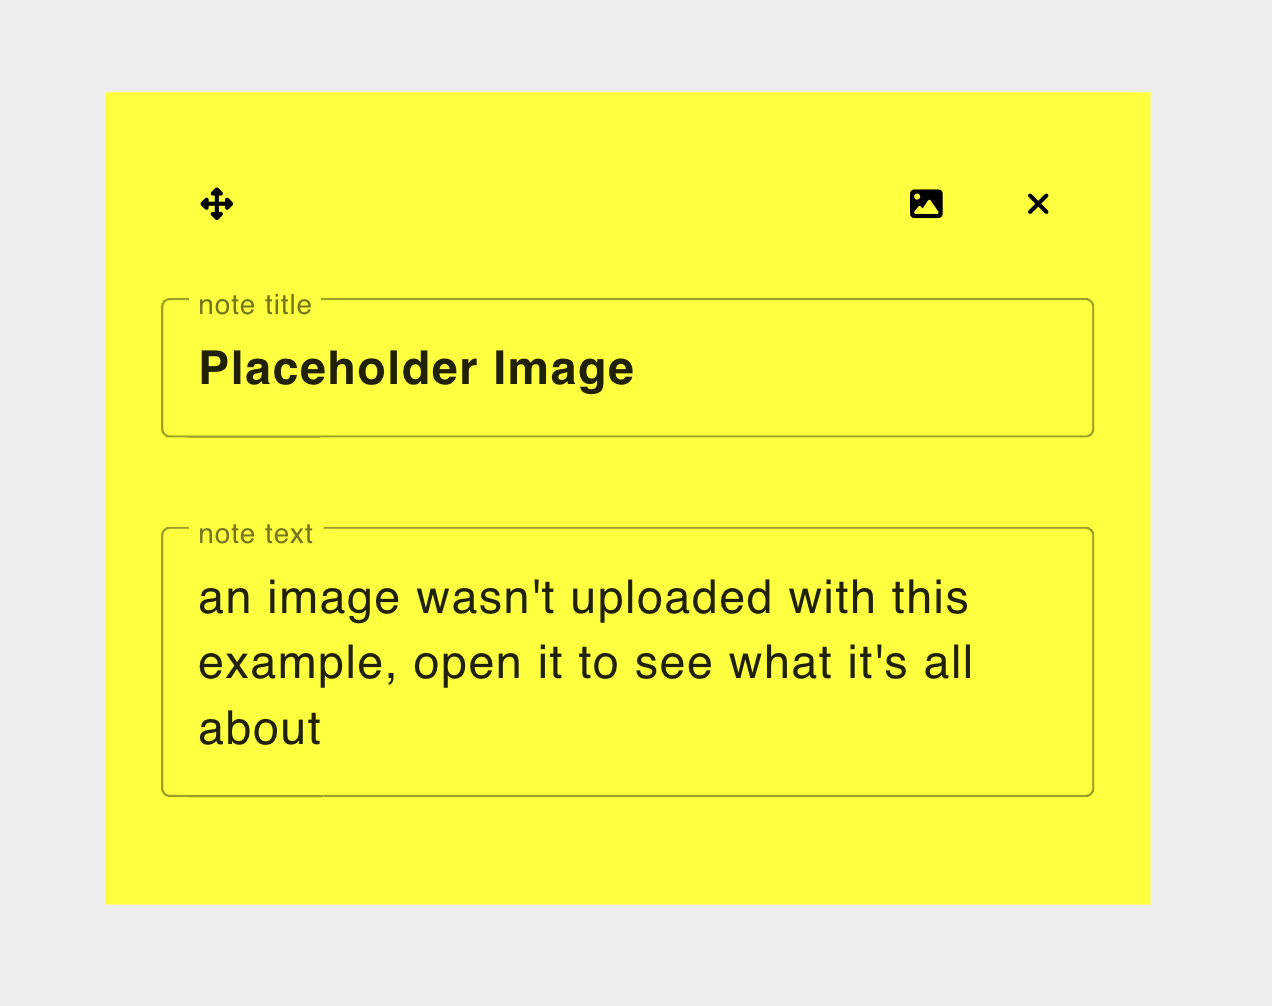 note title
Placeholder Image
note text
an image wasn't uploaded with this
example, open it to see what it's all
about